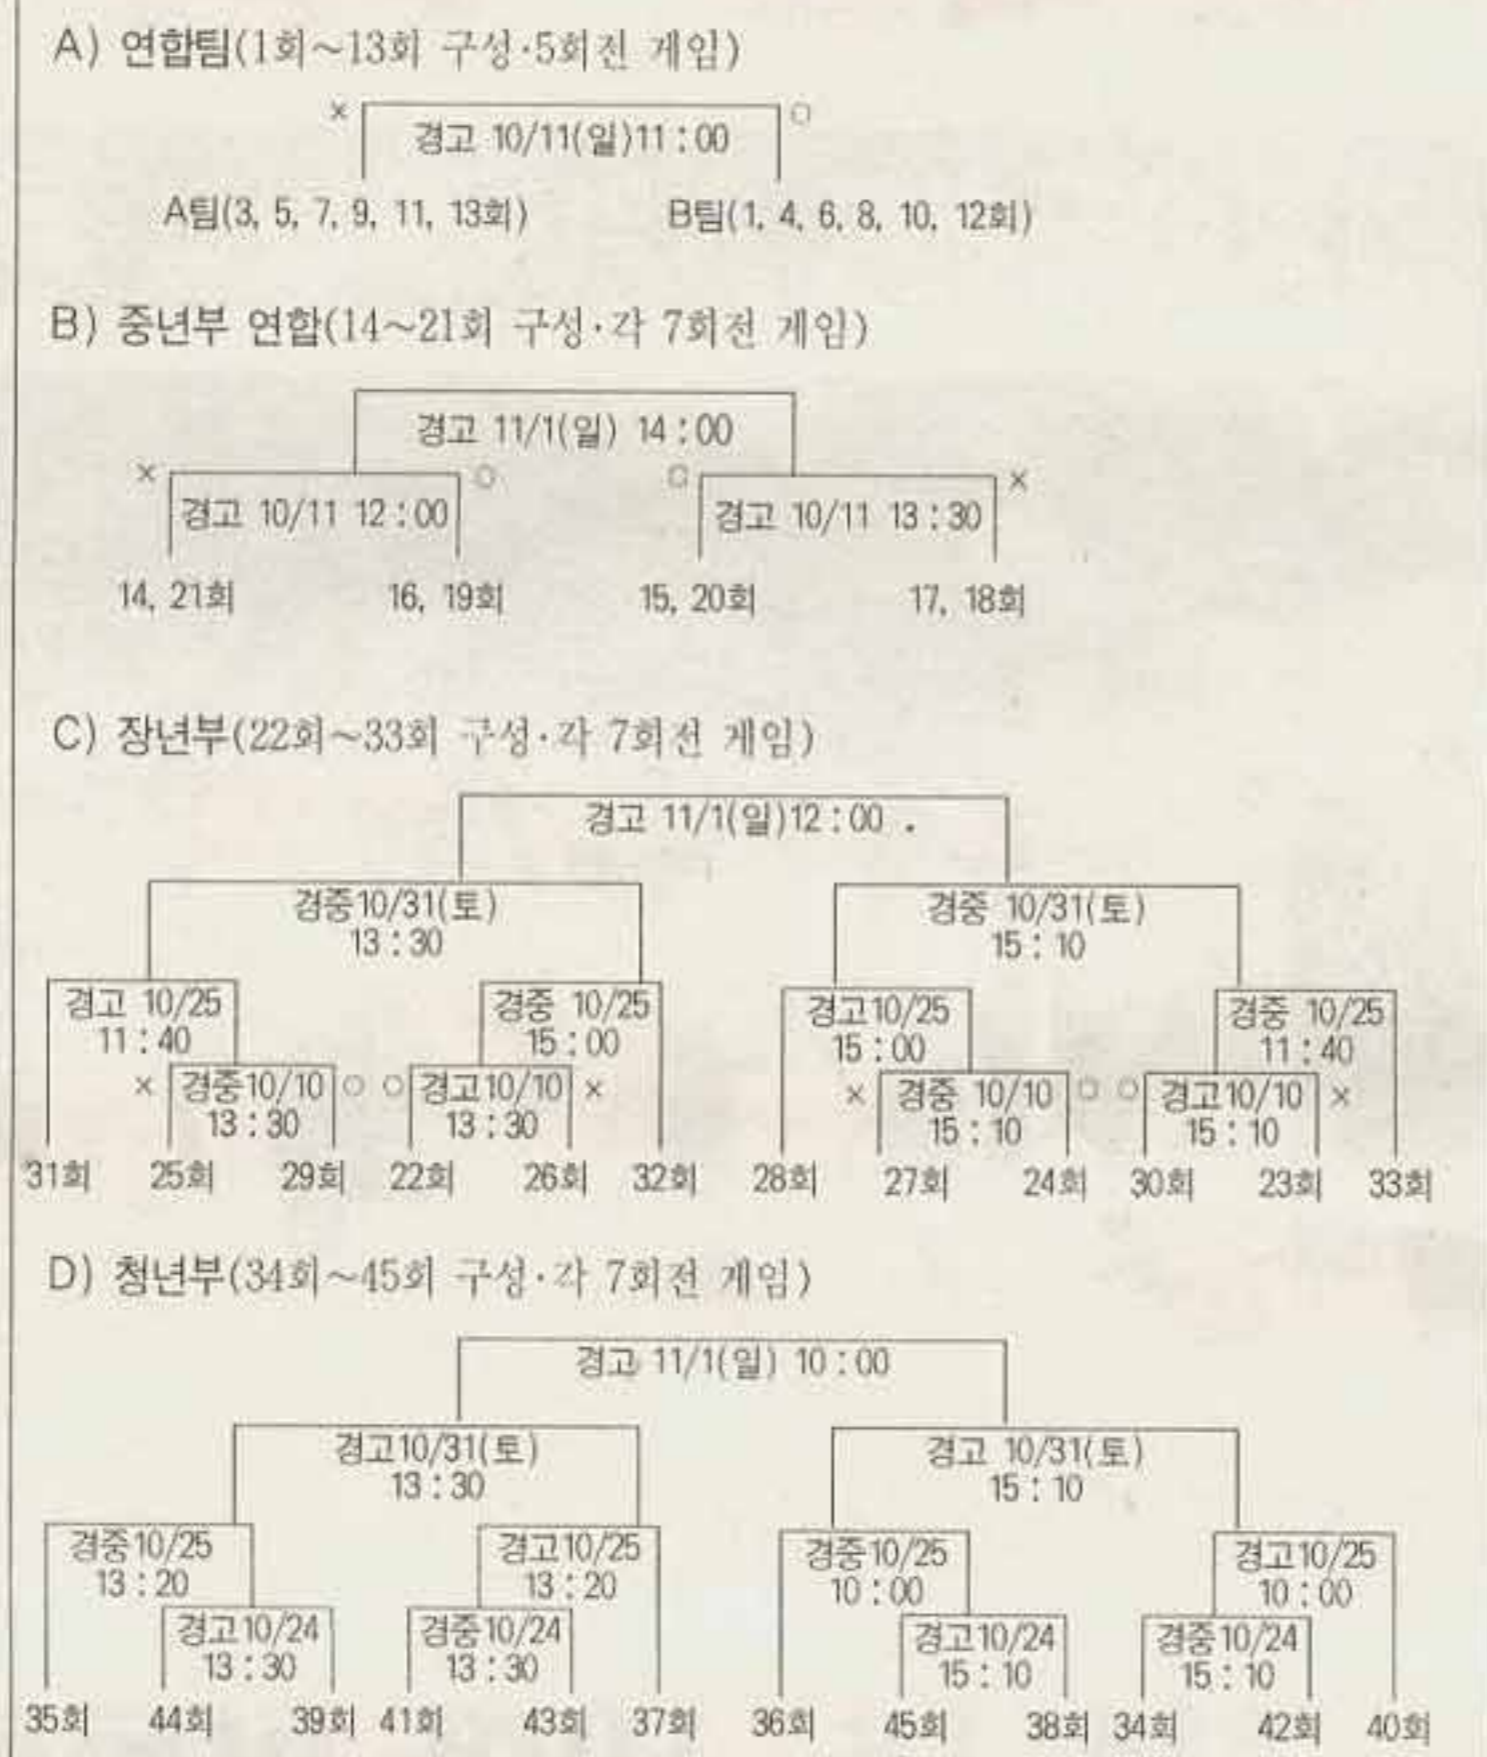 A) 연합팀(1회~13회 구성·5회전 게임)
× ○
경고 10/11(일)11:00
A팀(3, 5, 7, 9, 11, 13회) B팀(1, 4, 6, 8, 10, 12회)
B) 중년부 연합(14~21회 구성·각 7회전 게임)
경고 11/1(일) 14:00
× ○ ○ ×
경고 10/11 12:00 경고 10/11 13:30
14, 21회 16, 19회 15, 20회 17, 18회
C) 장년부(22회~33회 구성·각 7회전 게임)
경고 11/1(일)12:00
경중10/31(토) 경중 10/31(토)
13:30 15:10
경고 10/25 경중 10/25 경고10/25 경중 10/25
11:40 15:00 15:00 11:40
× 경중10/10 ○ ○ 경고10/10 × × 경중 10/10 ○ ○ 경고10/10 ×
13:30 13:30 15:10 15:10
31회 25회 29회 22회 26회 32회 28회 27회 24회 30회 23회 33회
D) 청년부(34회~45회 구성·각 7회전 게임)
경고 11/1(일) 10:00
경고10/31(토) 경고 10/31(토)
13:30 15:10
경중10/25 경고10/25 경중10/25 경고10/25
13:20 13:20 10:00 10:00
경고10/24 경중10/24 경고10/24 경중10/24
13:30 13:30 15:10 15:10
35회 44회 39회 41회 43회 37회 36회 45회 38회 34회 42회 40회